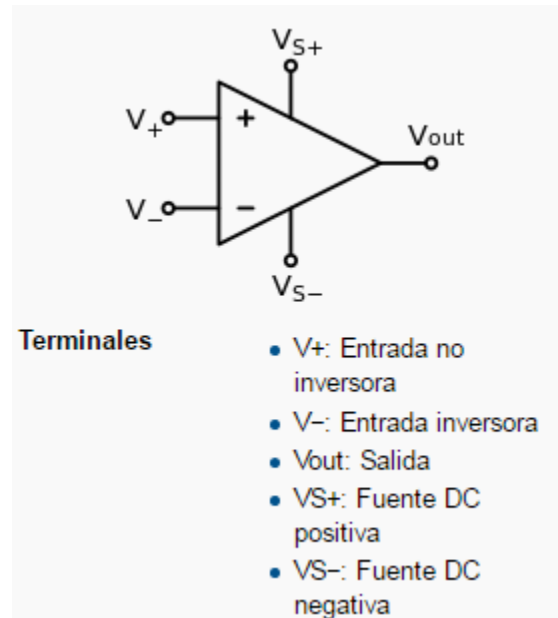 VS+
V+
+
Vout
V−
−
VS−
Terminales
• V+: Entrada no
inversora
• V−: Entrada inversora
• Vout: Salida
• VS+: Fuente DC
positiva
• VS−: Fuente DC
negativa